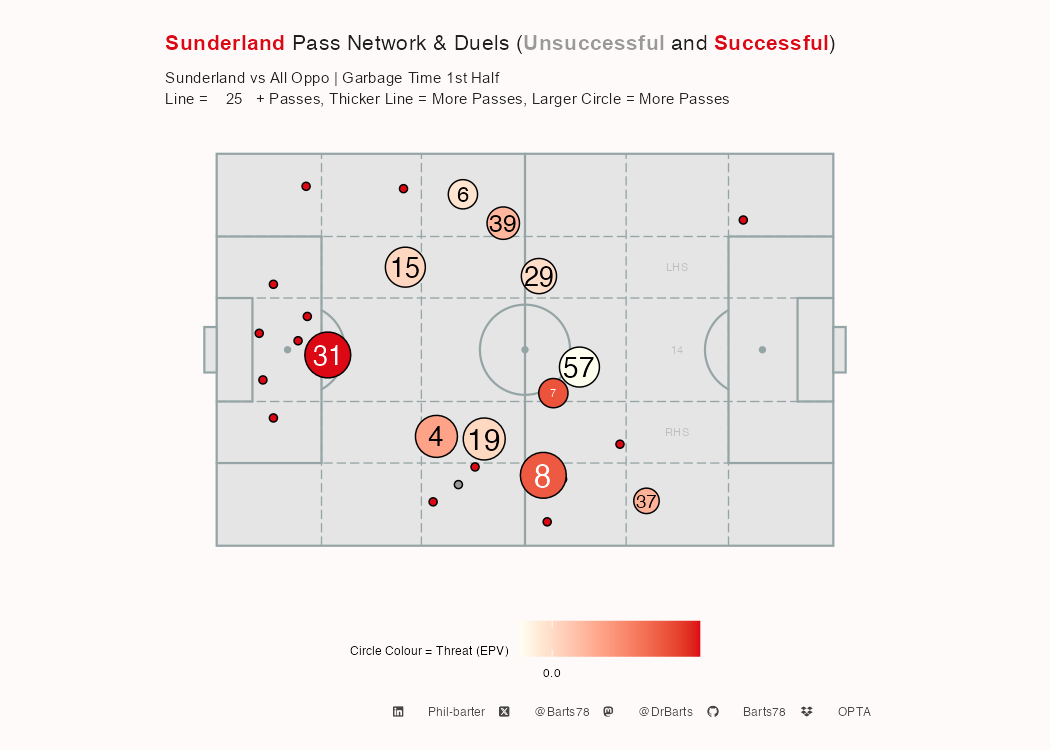 Sunderland Pass Network & Duels (Unsuccessful and Successful)
Sunderland vs All Oppo | Garbage Time 1st Half
Line = 25 + Passes, Thicker Line = More Passes, Larger Circle = More Passes
6
39
15
29
LHS
31
57
14
7
4
19
RHS
8
37
Circle Colour = Threat (EPV)
0.0
Phil-barter @Barts78 @DrBarts Barts78 OPTA